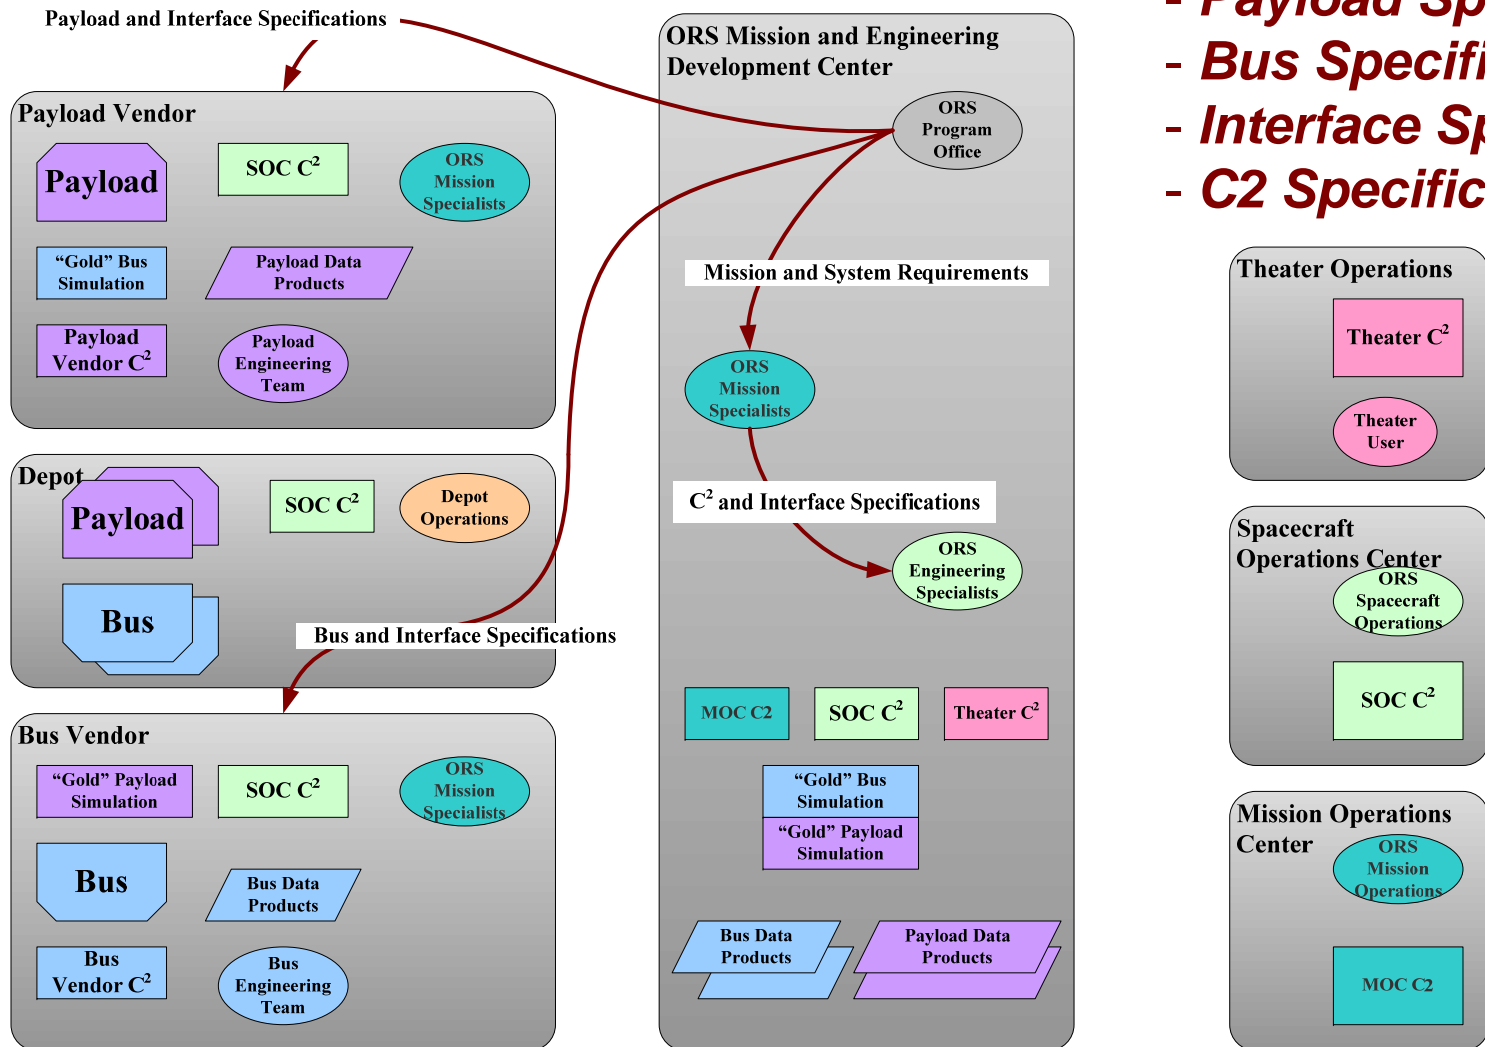 Payload and Interface Specifications
Payload Vendor
Payload
SOC C²
ORS
Mission
Specialists
"Gold" Bus
Simulation
Payload Data
Products
Payload
Vendor C²
Payload
Engineering
Team
Depot
Payload
SOC C²
Depot
Operations
Bus
Bus and Interface Specifications
Bus Vendor
"Gold" Payload
Simulation
SOC C²
ORS
Mission
Specialists
Bus
Bus Data
Products
Bus
Vendor C²
Bus
Engineering
Team
ORS Mission and Engineering
Development Center
ORS
Program
Office
Mission and System Requirements
ORS
Mission
Specialists
C² and Interface Specifications
ORS
Engineering
Specialists
MOC C2
SOC C²
Theater C²
"Gold" Bus
Simulation
"Gold" Payload
Simulation
Bus Data
Products
Payload Data
Products
- Payload Sp
- Bus Specifi
- Interface Sp
- C2 Specific
Theater Operations
Theater C²
Theater
User
Spacecraft
Operations Center
ORS
Spacecraft
Operations
SOC C²
Mission Operations
Center
ORS
Mission
Operations
MOC C2